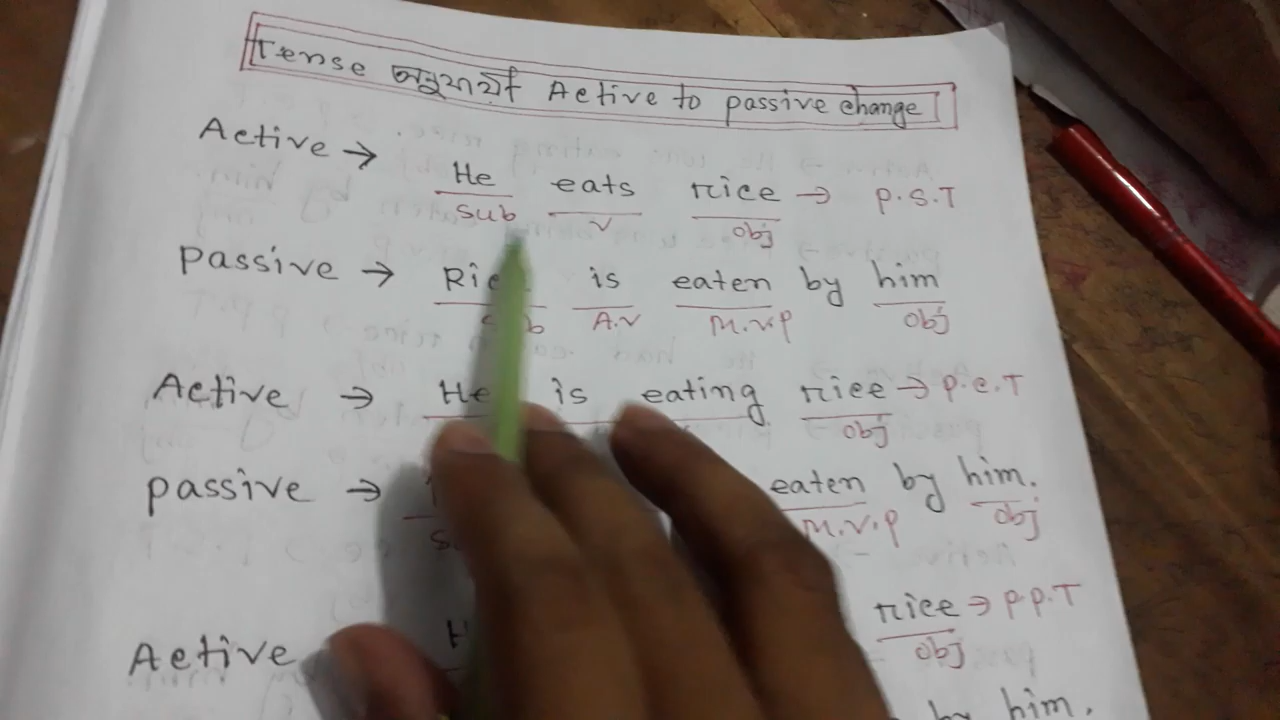 Tense অনুযায়ী Active to passive change
Active → He eats rice → P.S.T
Sub V obj
Passive → is eaten by him
A.V M.V.P obj
Active → He is eating rice → P.C.T
obj
passive → eaten by him.
M.V.P obj
Active rice → P.P.T
obj
by him.